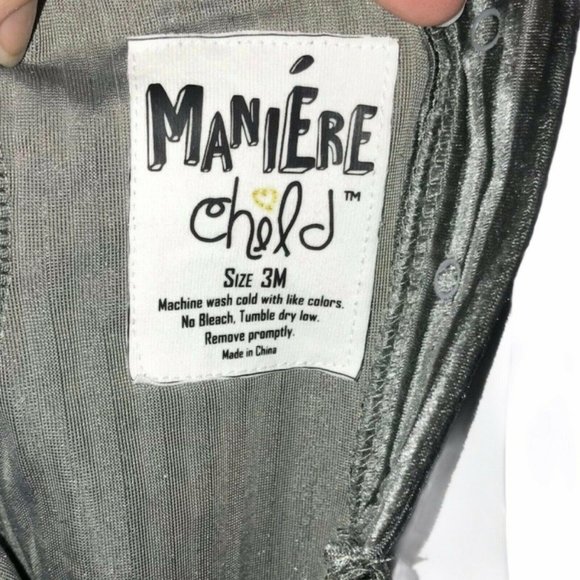 MANIÉRE
child™
SIZE 3M
Machine wash cold with like colors.
No Bleach, Tumble dry low.
Remove promptly.
Made in China